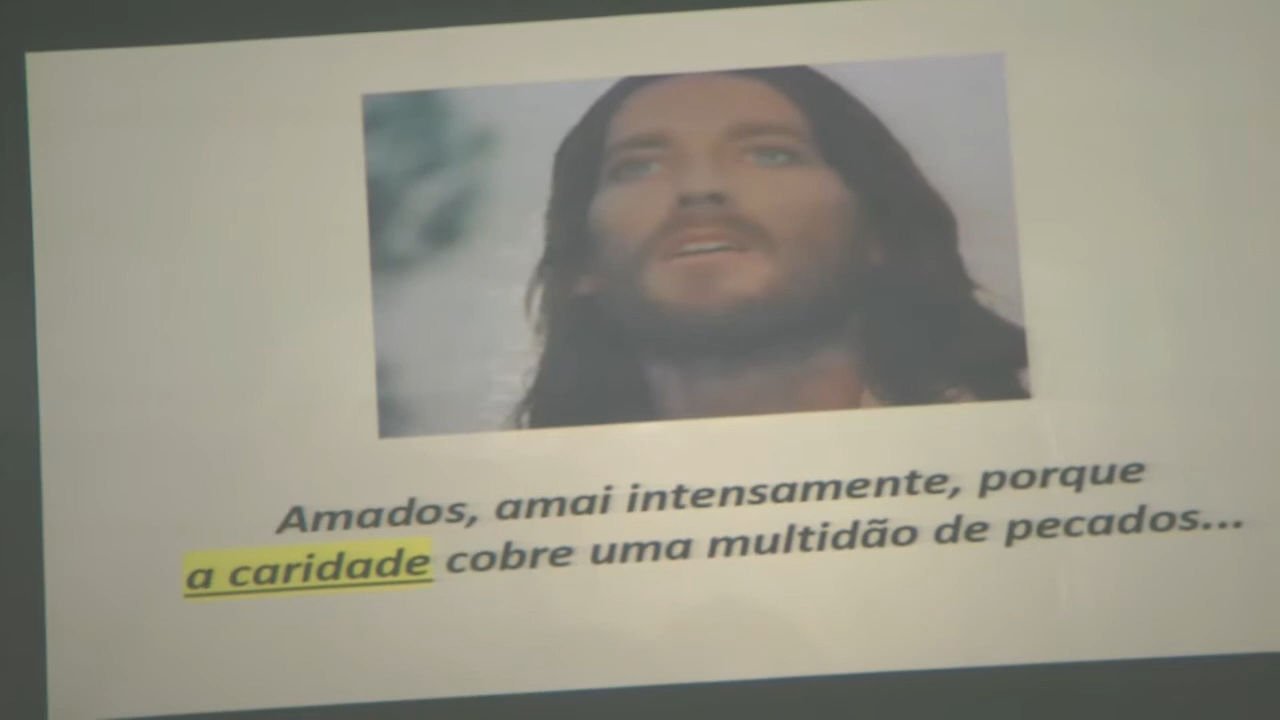 Amados, amai intensamente, porque
a caridade cobre uma multidão de pecados...